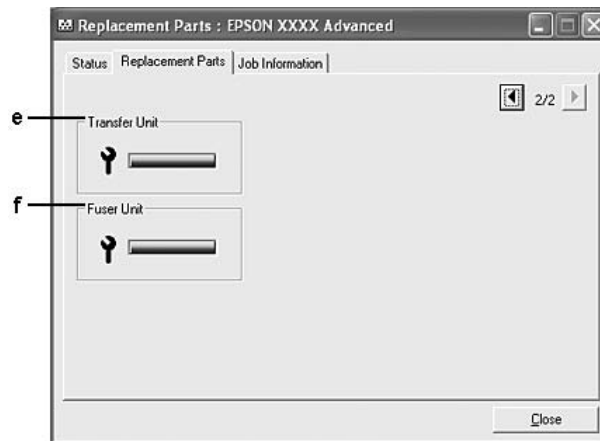 Replacement Parts : EPSON XXXX Advanced
Status Replacement Parts Job Information
2/2
e
Transfer Unit
f
Fuser Unit
Close